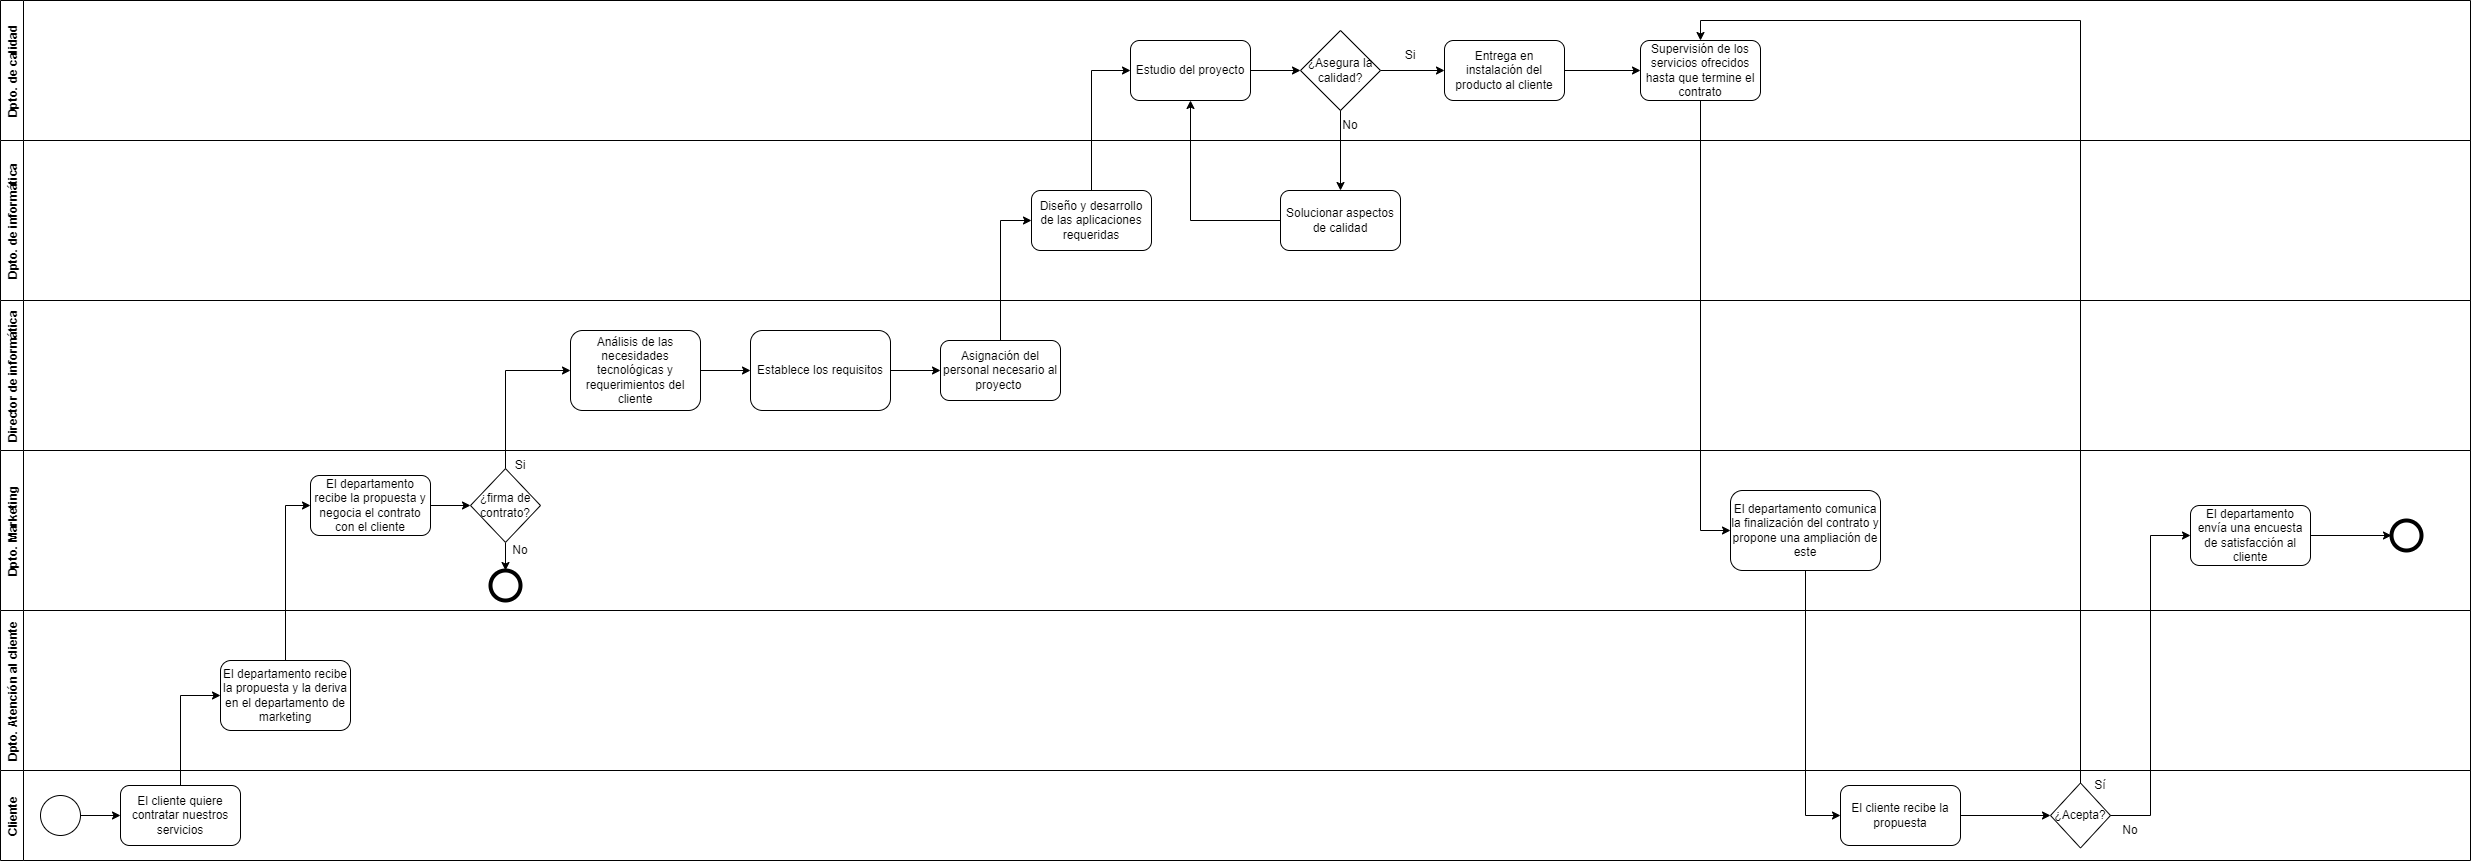 Dpto. de calidad
Estudio del proyecto
¿Asegura la
calidad?
Si
No
Entrega en
instalación del
producto al cliente
Supervisión de los
servicios ofrecidos
hasta que termine el
contrato
Dpto. de informática
Diseño y desarrollo
de las aplicaciones
requeridas
Solucionar aspectos
de calidad
Director de informática
Análisis de las
necesidades
tecnológicas y
requerimientos del
cliente
Establece los requisitos
Asignación del
personal necesario al
proyecto
Dpto. Marketing
El departamento
recibe la propuesta y
negocia el contrato
con el cliente
Si
¿firma de
contrato?
No
El departamento comunica
la finalización del contrato y
propone una ampliación de
este
El departamento
envía una encuesta
de satisfacción al
cliente
Dpto. Atención al cliente
El departamento recibe
la propuesta y la deriva
en el departamento de
marketing
Cliente
El cliente quiere
contratar nuestros
servicios
El cliente recibe la
propuesta
Sí
¿Acepta?
No